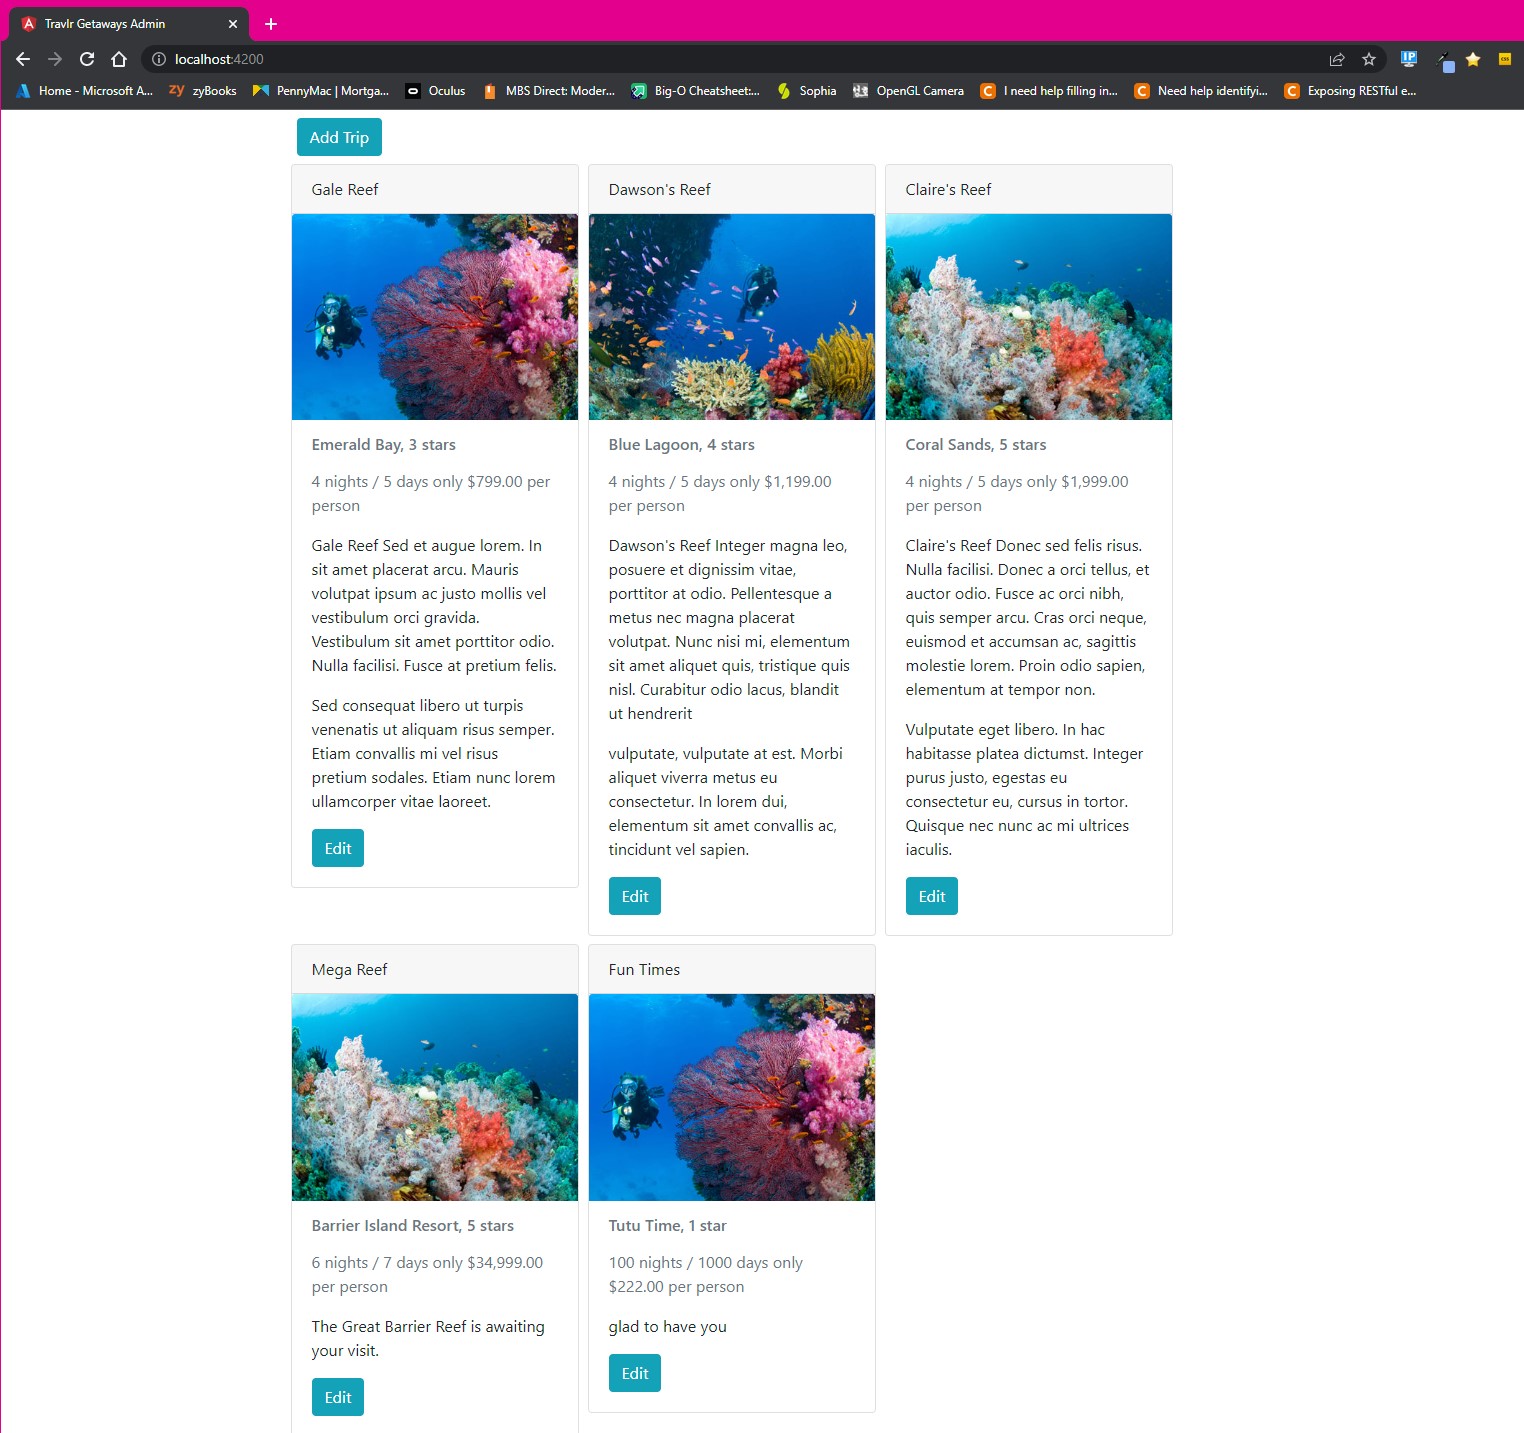 Travlr Getaways Admin
localhost:4200
IP
css
Home - Microsoft A...
zy zyBooks
PennyMac | Mortga...
Oculus
MBS Direct: Moder...
Big-O Cheatsheet:...
Sophia
OpenGL Camera
I need help filling in...
Need help identifyi...
Exposing RESTful e...
Add Trip
Gale Reef
Emerald Bay, 3 stars
4 nights / 5 days only $799.00 per
person
Gale Reef Sed et augue lorem. In
sit amet placerat arcu. Mauris
volutpat ipsum ac justo mollis vel
vestibulum orci gravida.
Vestibulum sit amet porttitor odio.
Nulla facilisi. Fusce at pretium felis.
Sed consequat libero ut turpis
venenatis ut aliquam risus semper.
Etiam convallis mi vel risus
pretium sodales. Etiam nunc lorem
ullamcorper vitae laoreet.
Edit
Dawson's Reef
Blue Lagoon, 4 stars
4 nights / 5 days only $1,199.00
per person
Dawson's Reef Integer magna leo,
posuere et dignissim vitae,
porttitor at odio. Pellentesque a
metus nec magna placerat
volutpat. Nunc nisi mi, elementum
sit amet aliquet quis, tristique quis
nisl. Curabitur odio lacus, blandit
ut hendrerit
vulputate, vulputate at est. Morbi
aliquet viverra metus eu
consectetur. In lorem dui,
elementum sit amet convallis ac,
tincidunt vel sapien.
Edit
Claire's Reef
Coral Sands, 5 stars
4 nights / 5 days only $1,999.00
per person
Claire's Reef Donec sed felis risus.
Nulla facilisi. Donec a orci tellus, et
auctor odio. Fusce ac orci nibh,
quis semper arcu. Cras orci neque,
euismod et accumsan ac, sagittis
molestie lorem. Proin odio sapien,
elementum at tempor non.
Vulputate eget libero. In hac
habitasse platea dictumst. Integer
purus justo, egestas eu
consectetur eu, cursus in tortor.
Quisque nec nunc ac mi ultrices
iaculis.
Edit
Mega Reef
Barrier Island Resort, 5 stars
6 nights / 7 days only $34,999.00
per person
The Great Barrier Reef is awaiting
your visit.
Edit
Fun Times
Tutu Time, 1 star
100 nights / 1000 days only
$222.00 per person
glad to have you
Edit